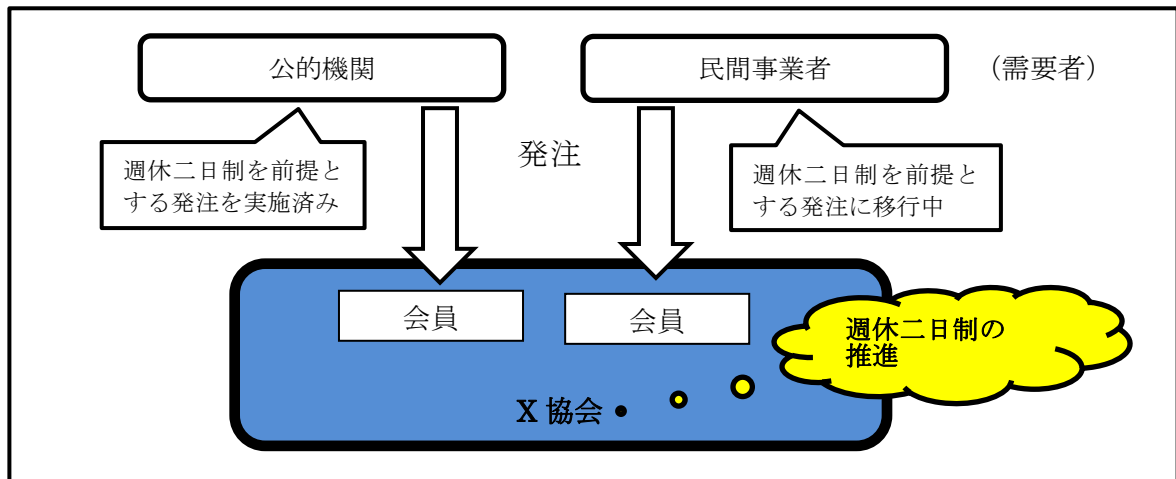 公的機関
民間事業者
（需要者）
週休二日制を前提と
する発注を実施済み
発注
週休二日制を前提と
する発注に移行中
会員
会員
週休二日制の
推進
X 協会